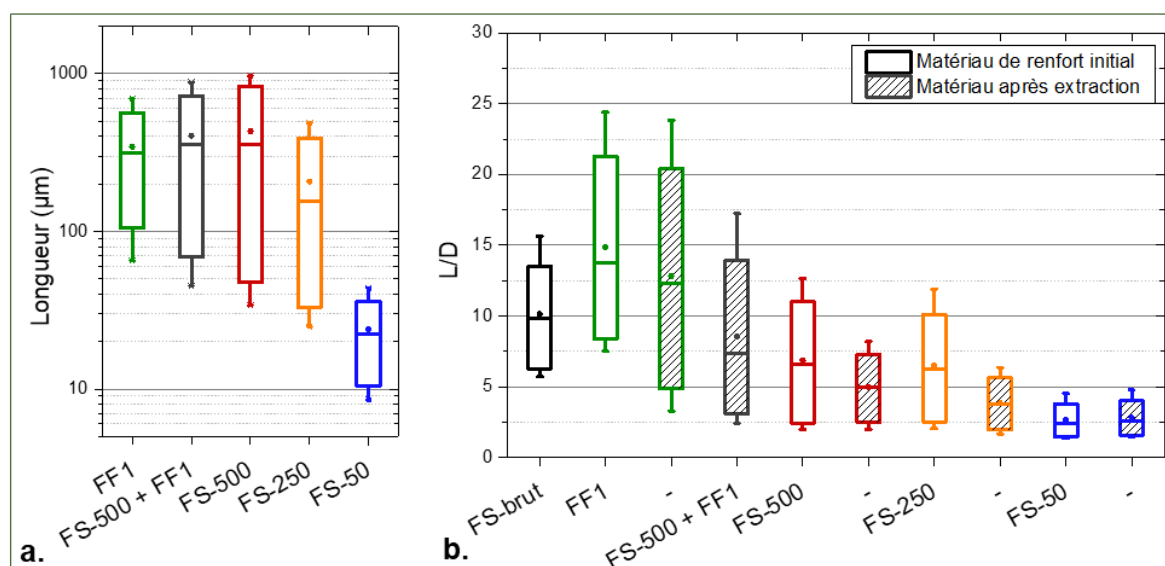 1000
100
10
Longueur (µm)
FF1
FS-500 + FF1
FS-500
FS-250
FS-50
a.
30
25
20
15
10
5
0
L/D
Matériau de renfort initial
Matériau après extraction
FS-brut
FF1
-
FS-500 + FF1
FS-500
-
FS-250
-
FS-50
-
b.